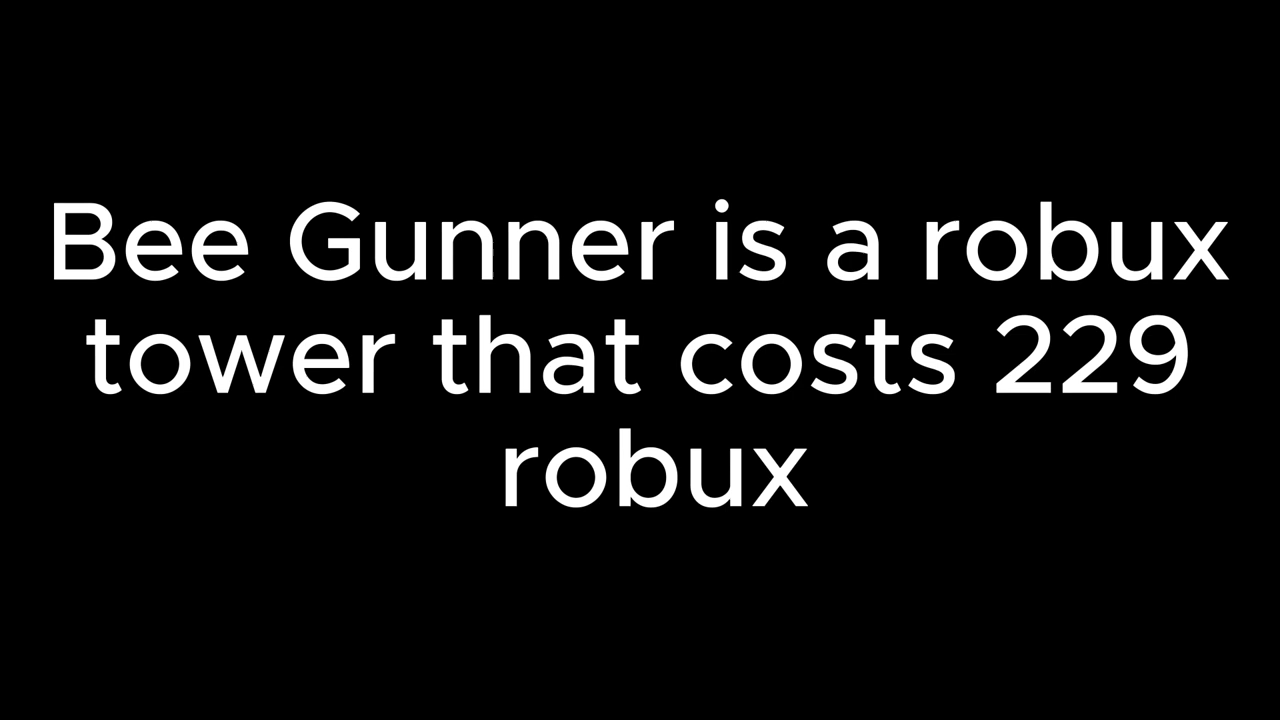 Bee Gunner is a robux
tower that costs 229
robux